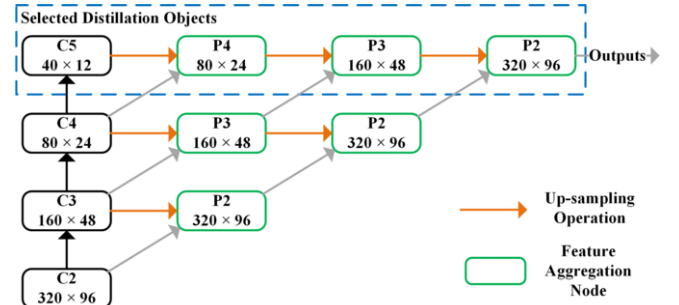 Selected Distillation Objects
C5
40 × 12
P4
80 × 24
P3
160 × 48
P2
320 × 96
Outputs
C4
80 × 24
P3
160 × 48
P2
320 × 96
C3
160 × 48
P2
320 × 96
Up-sampling
Operation
C2
320 × 96
Feature
Aggregation
Node